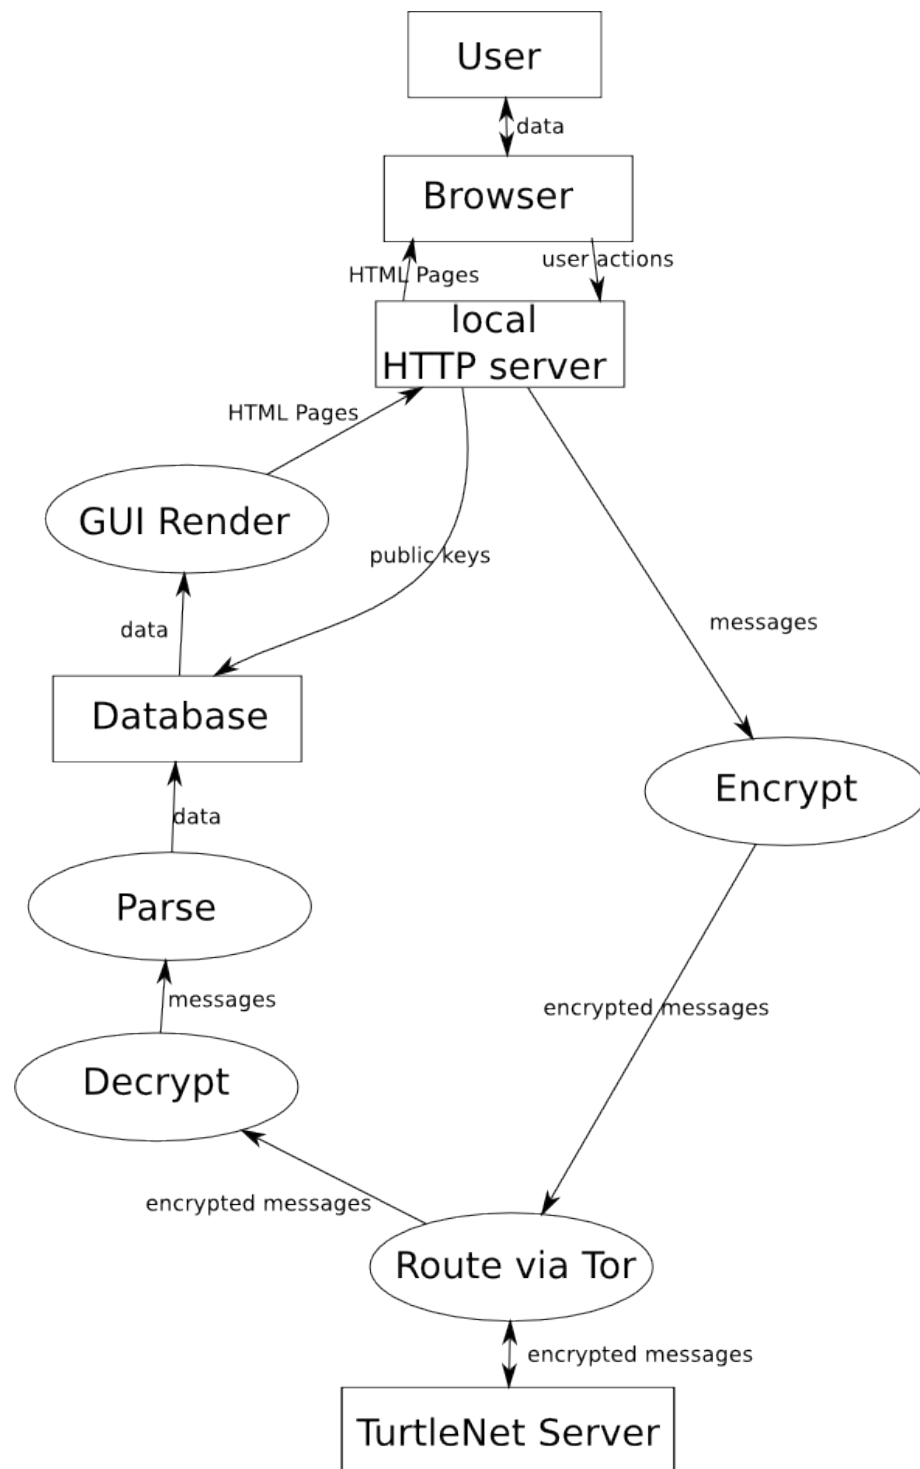 User
data
Browser
user actions
HTML Pages
local
HTTP server
HTML Pages
GUI Render
public keys
messages
data
Database
Encrypt
data
Parse
messages
encrypted messages
Decrypt
encrypted messages
Route via Tor
encrypted messages
TurtleNet Server